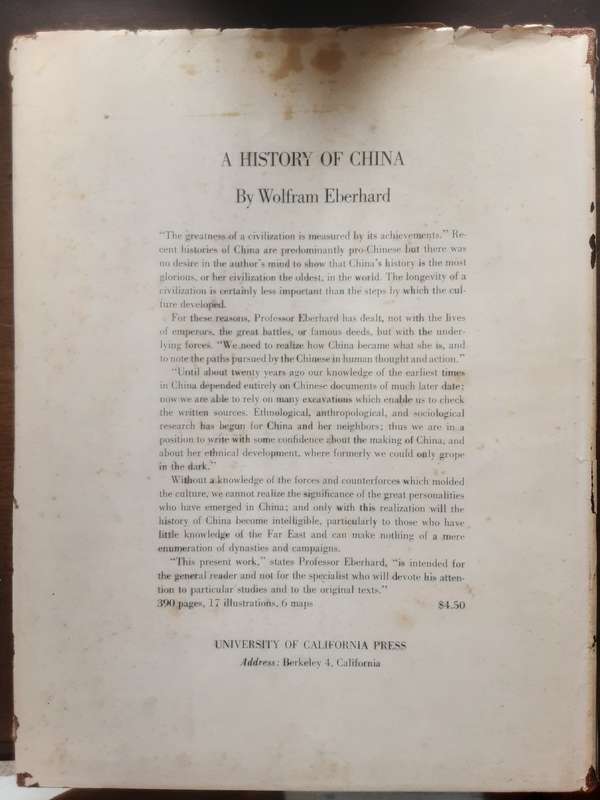 A HISTORY OF CHINA
By Wolfram Eberhard
"The greatness of a civilization is measured by its achievements." Re-
cent histories of China are predominantly pro-Chinese but there was
no desire in the author's mind to show that China's history is the most
glorious, or her civilization the oldest, in the world. The longevity of a
civilization is certainly less important than the steps by which the cul-
ture developed.
For these reasons, Professor Eberhard has dealt, not with the lives
of emperors, the great battles, or famous deeds, but with the under-
lying forces. "We need to realize how China became what she is, and
to note the paths pursued by the Chinese in human thought and action."
"Until about twenty years ago our knowledge of the earliest times
in China depended entirely on Chinese documents of much later date;
now we are able to rely on many excavations which enable us to check
the written sources. Ethnological, anthropological, and sociological
research has begun for China and her neighbors; thus we are in a
position to write with some confidence about the making of China, and
about her ethnical development, where formerly we could only grope
in the dark."
Without a knowledge of the forces and counterforces which molded
the culture, we cannot realize the significance of the great personalities
who have emerged in China; and only with this realization will the
history of China become intelligible, particularly to those who have
little knowledge of the Far East and can make nothing of a mere
enumeration of dynasties and campaigns.
"This present work," states Professor Eberhard, "is intended for
the general reader and not for the specialist who will devote his atten-
tion to particular studies and to the original texts."
390 pages, 17 illustrations, 6 maps $4.50
UNIVERSITY OF CALIFORNIA PRESS
Address: Berkeley 4, California